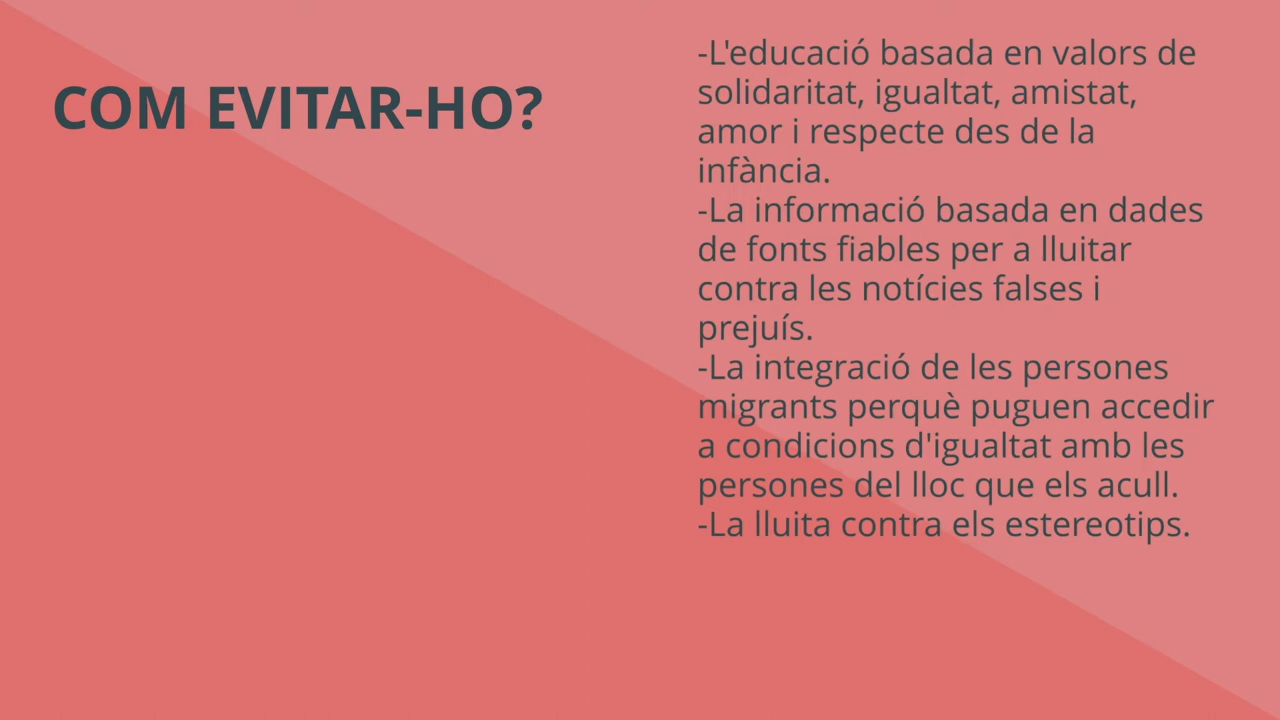 COM EVITAR-HO?
-L'educació basada en valors de
solidaritat, igualtat, amistat,
amor i respecte des de la
infància.
-La informació basada en dades
de fonts fiables per a lluitar
contra les notícies falses i
prejuís.
-La integració de les persones
migrants perquè puguen accedir
a condicions d'igualtat amb les
persones del lloc que els acull.
-La lluita contra els estereotips.